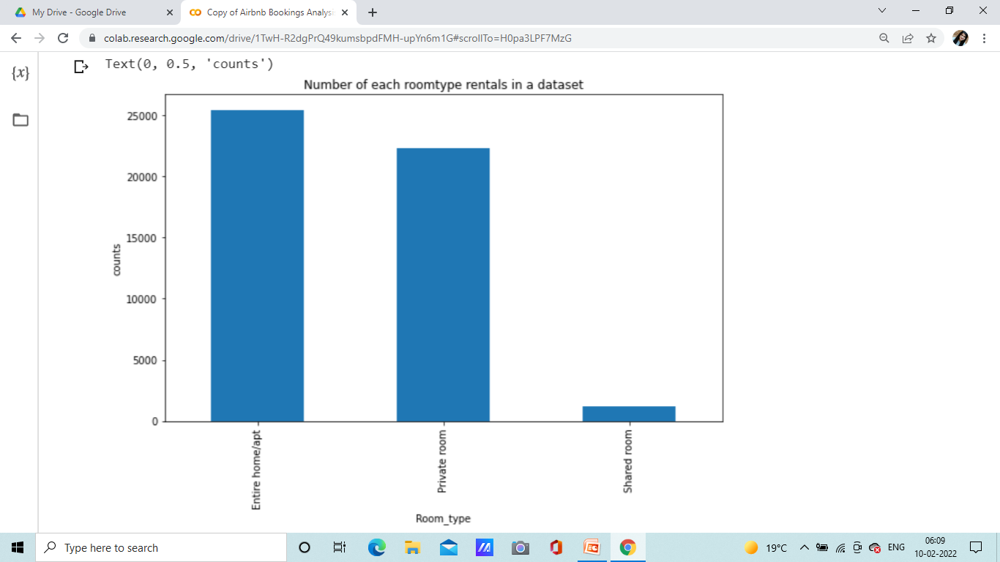 My Drive - Google Drive
Copy of Airbnb Bookings Analysis
colab.research.google.com/drive/1TwH-R2dgPrQ49kumsbpdFMH-upYn6m1G#scrollTo=H0pa3LPF7MzG
{x}
Text(0, 0.5, 'counts')
Number of each roomtype rentals in a dataset
25000
20000
15000
10000
5000
0
counts
Entire home/apt
Private room
Shared room
Room_type
Type here to search
19°C
ENG
06:09
10-02-2022